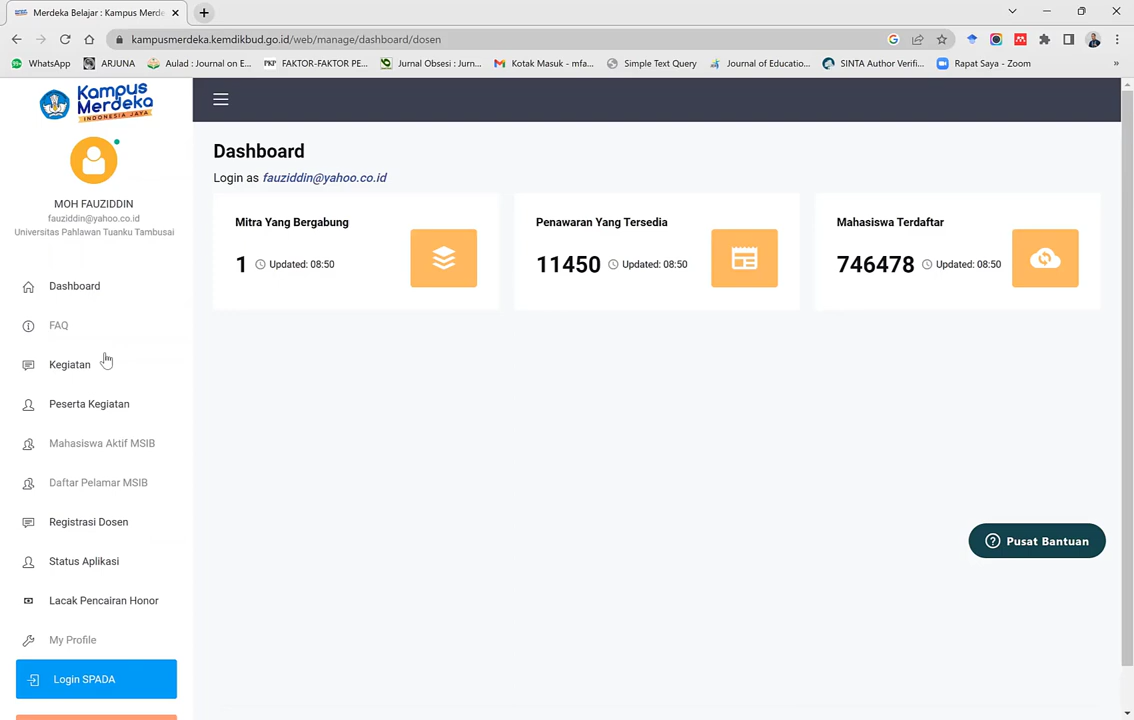 Merdeka Belajar : Kampus Merde
kampusmerdeka.kemdikbud.go.id/web/manage/dashboard/dosen
WhatsApp
ARJUNA
Aulad : Journal on E...
FAKTOR-FAKTOR PE...
Jurnal Obsesi : Jurn...
Kotak Masuk - mfa...
Simple Text Query
Journal of Educatio...
SINTA Author Verifi...
Rapat Saya - Zoom
»
Kampus
Merdeka
INDONESIA JAYA
MOH FAUZIDDIN
fauziddin@yahoo.co.id
Universitas Pahlawan Tuanku Tambusai
Dashboard
FAQ
Kegiatan
Peserta Kegiatan
Mahasiswa Aktif MSIB
Daftar Pelamar MSIB
Registrasi Dosen
Status Aplikasi
Lacak Pencairan Honor
My Profile
Login SPADA
Dashboard
Login as fauziddin@yahoo.co.id
Mitra Yang Bergabung
1 Updated: 08:50
Penawaran Yang Tersedia
11450 Updated: 08:50
Mahasiswa Terdaftar
746478 Updated: 08:50
Pusat Bantuan